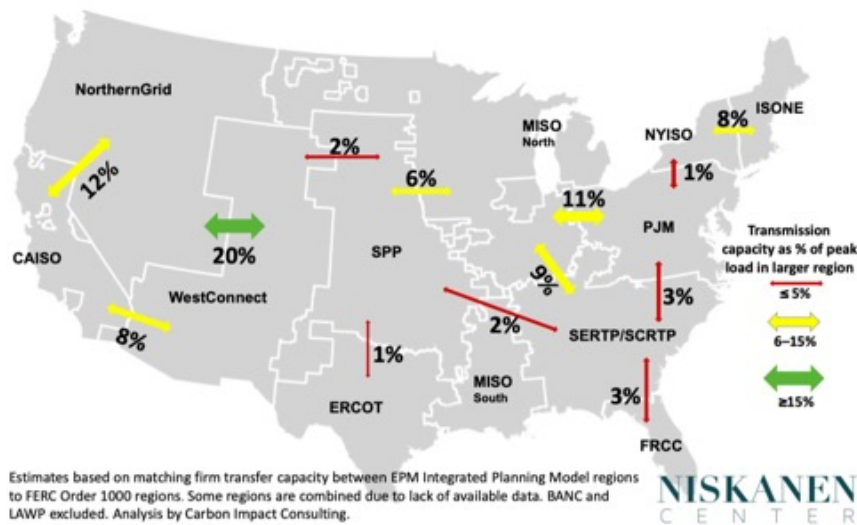 NorthernGrid
12%
CAISO
20%
WestConnect
8%
2%
6%
SPP
1%
ERCOT
2%
MISO
North
MISO
South
11%
9%
NYISO
8%
ISONE
1%
PJM
3%
SERTP/SCRTP
3%
FRCC
Transmission
capacity as % of peak
load in larger region
≤ 5%
6–15%
≥15%
Estimates based on matching firm transfer capacity between EPM Integrated Planning Model regions
to FERC Order 1000 regions. Some regions are combined due to lack of available data. BANC and
LAWP excluded. Analysis by Carbon Impact Consulting.
NISKANEN
CENTER